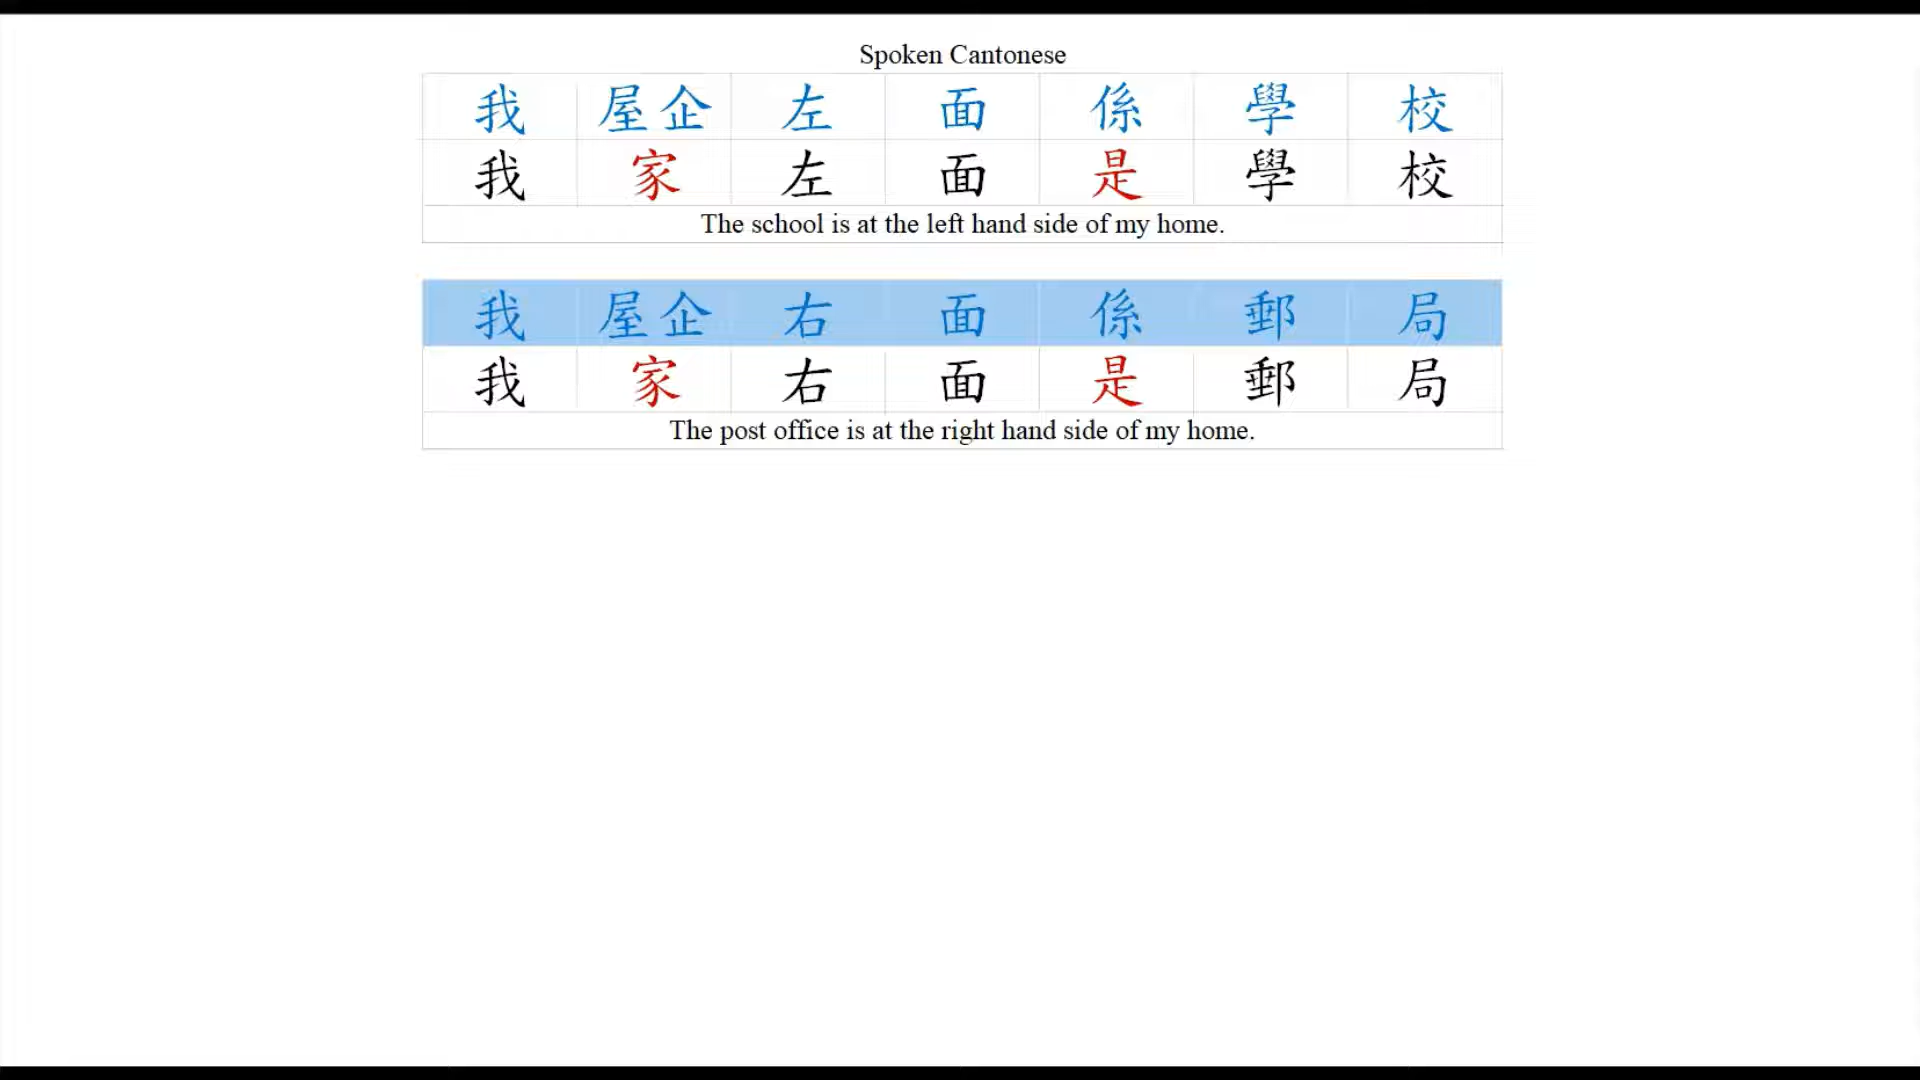 Spoken Cantonese
我 屋企 左 面 係 學 校
我 家 左 面 是 學 校
The school is at the left hand side of my home.
我 屋企 右 面 係 郵 局
我 家 右 面 是 郵 局
The post office is at the right hand side of my home.